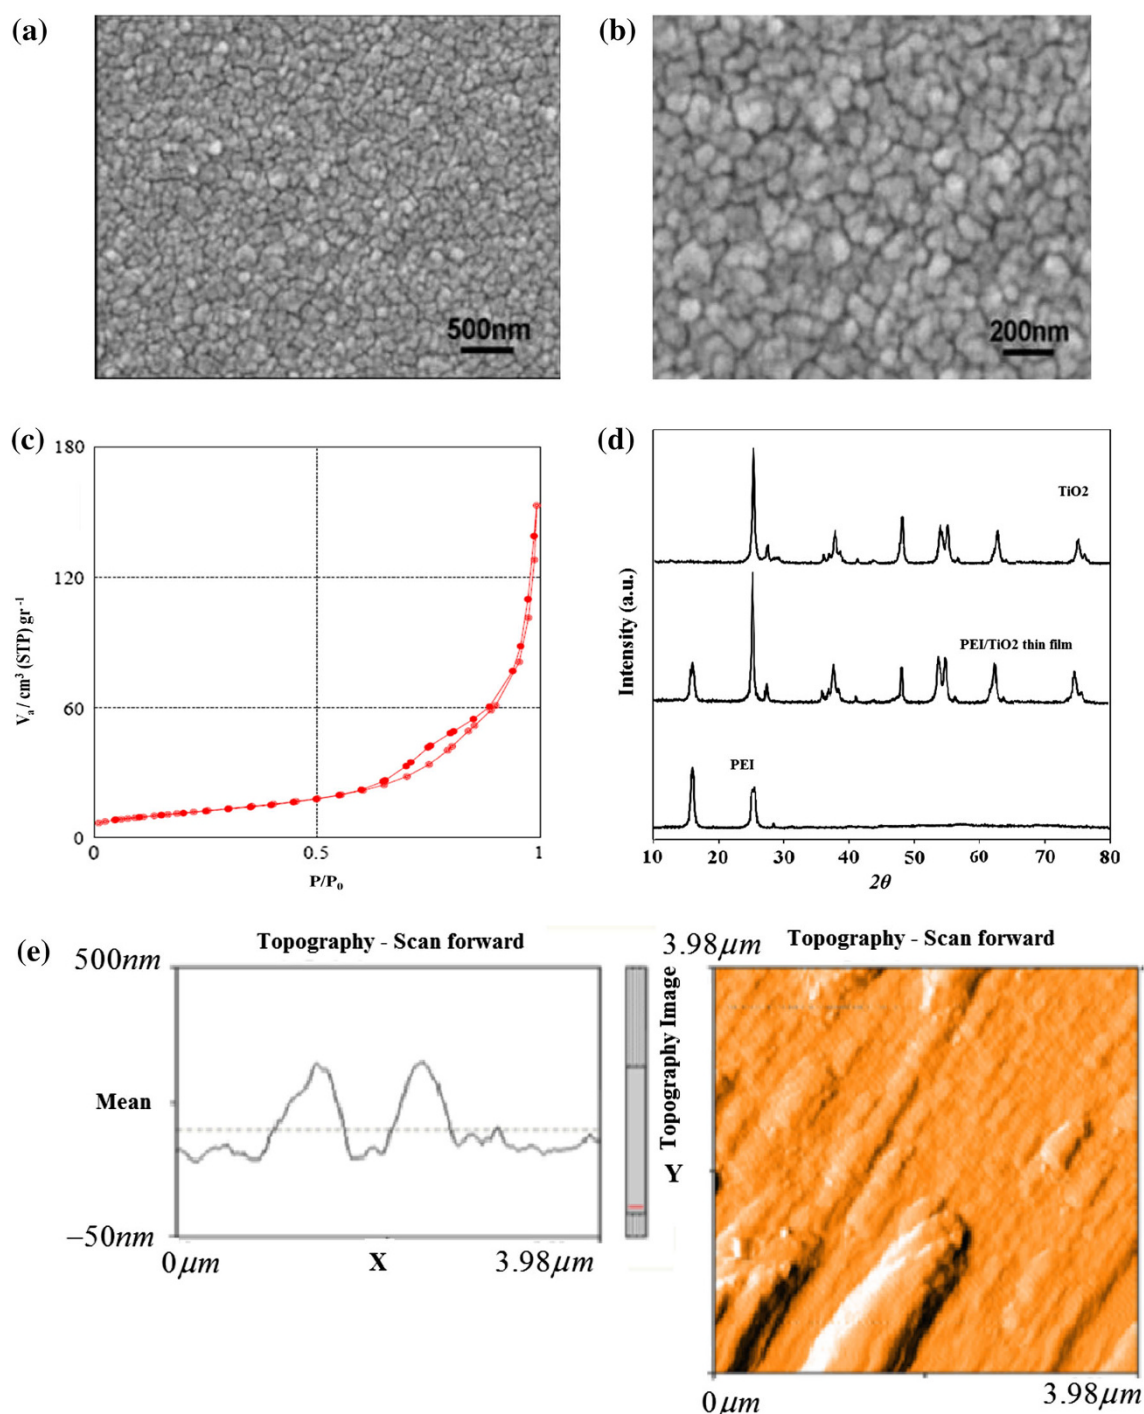 (a)
500nm
(b)
200nm
(c)
180
120
60
0
0
0.5
1
Va / cm³ (STP) gr⁻¹
P/P₀
(d)
TiO2
PEI/TiO2 thin film
PEI
Intensity (a.u.)
10 20 30 40 50 60 70 80
2θ
(e)
Topography - Scan forward
500nm
Mean
−50nm
0μm
X
3.98μm
Topography Image
Topography - Scan forward
3.98μm
Y
0μm
3.98μm